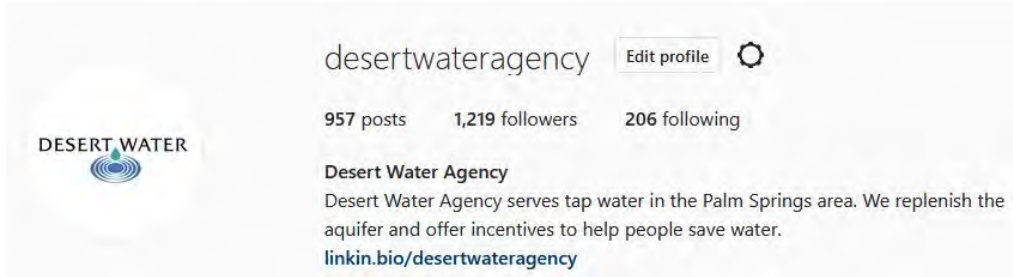 desertwateragency Edit profile
957 posts 1,219 followers 206 following
DESERT WATER
Desert Water Agency
Desert Water Agency serves tap water in the Palm Springs area. We replenish the
aquifer and offer incentives to help people save water.
linkin.bio/desertwateragency